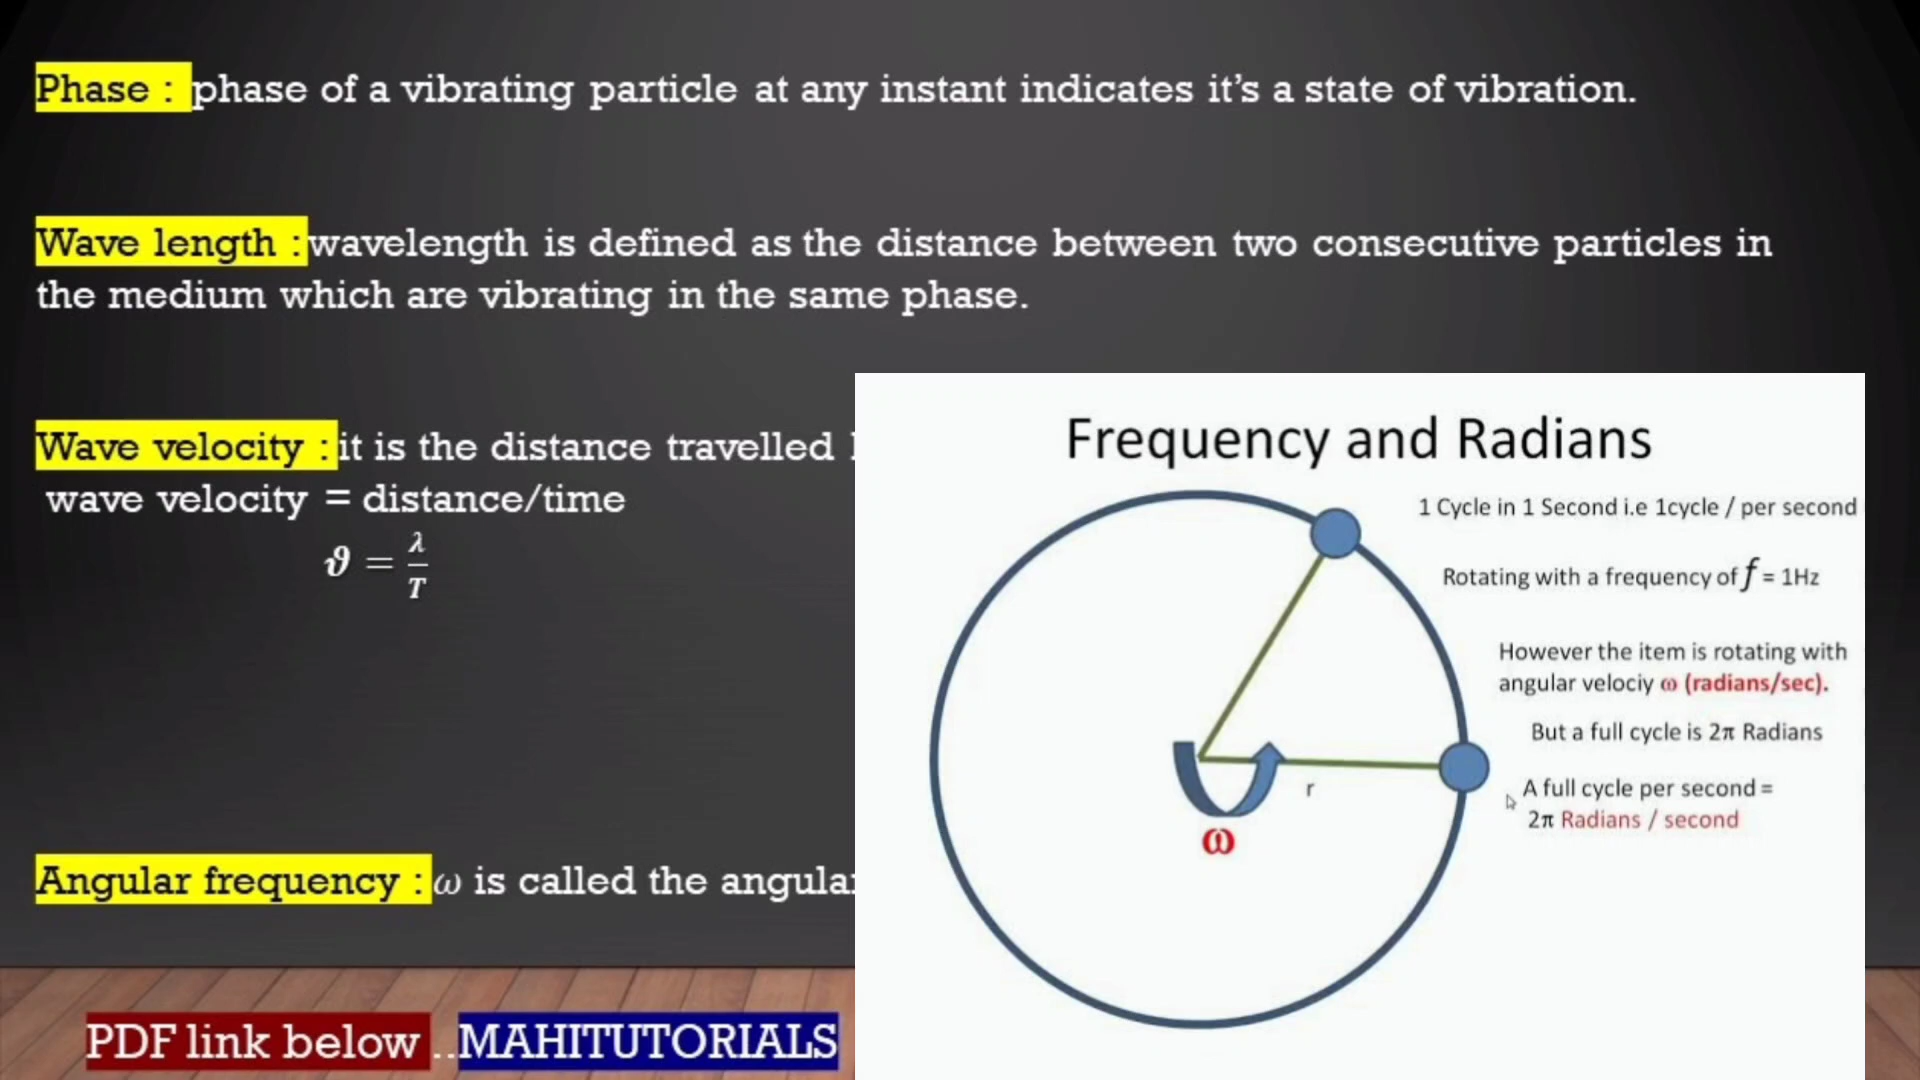 Phase : phase of a vibrating particle at any instant indicates it's a state of vibration.
Wave length : wavelength is defined as the distance between two consecutive particles in
the medium which are vibrating in the same phase.
Wave velocity : it is the distance travelled
wave velocity = distance/time
ϑ = λ/T
Angular frequency : ω is called the angular
PDF link below ..MAHITUTORIALS
Frequency and Radians
1 Cycle in 1 Second i.e 1cycle / per second
Rotating with a frequency of f = 1Hz
However the item is rotating with
angular velociy ω (radians/sec).
But a full cycle is 2π Radians
A full cycle per second =
2π Radians / second
r
ω